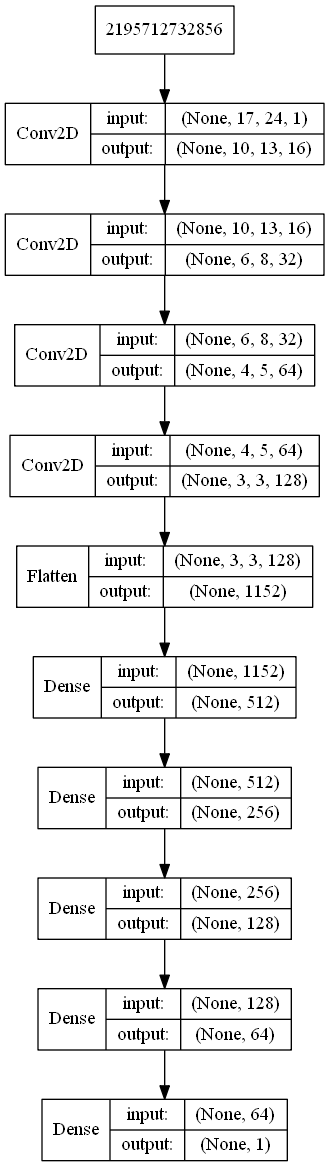 2195712732856
Conv2D
input: (None, 17, 24, 1)
output: (None, 10, 13, 16)
Conv2D
input: (None, 10, 13, 16)
output: (None, 6, 8, 32)
Conv2D
input: (None, 6, 8, 32)
output: (None, 4, 5, 64)
Conv2D
input: (None, 4, 5, 64)
output: (None, 3, 3, 128)
Flatten
input: (None, 3, 3, 128)
output: (None, 1152)
Dense
input: (None, 1152)
output: (None, 512)
Dense
input: (None, 512)
output: (None, 256)
Dense
input: (None, 256)
output: (None, 128)
Dense
input: (None, 128)
output: (None, 64)
Dense
input: (None, 64)
output: (None, 1)